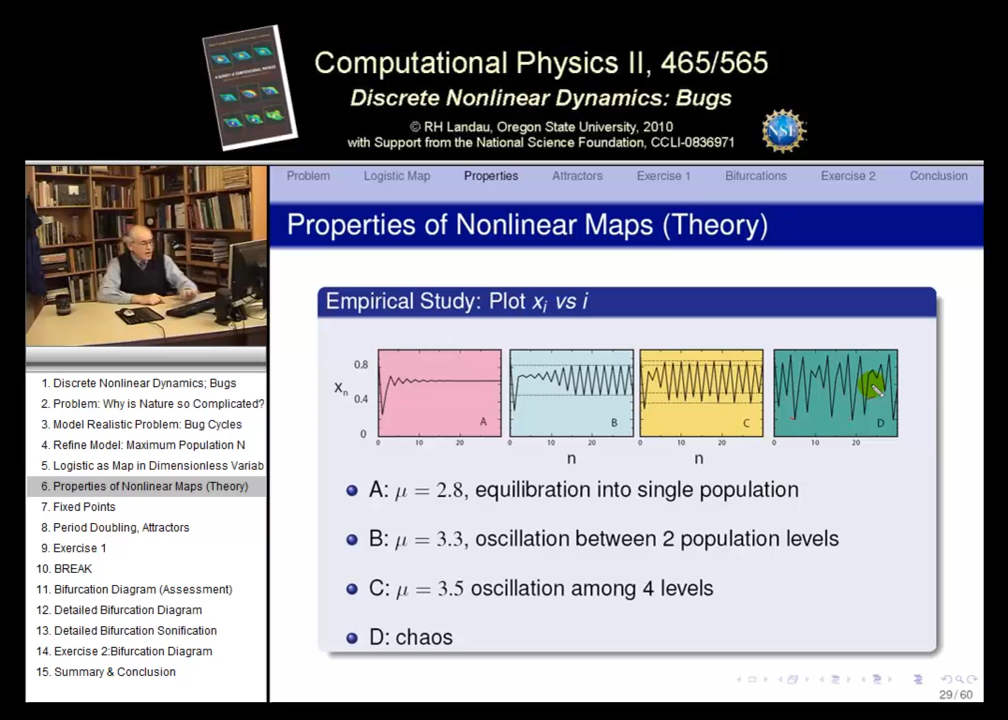 Computational Physics II, 465/565
Discrete Nonlinear Dynamics: Bugs
© RH Landau, Oregon State University, 2010
with Support from the National Science Foundation, CCLI-0836971
NSF
Problem Logistic Map Properties Attractors Exercise 1 Bifurcations Exercise 2 Conclusion
Properties of Nonlinear Maps (Theory)
Empirical Study: Plot xi vs i
0.8
xn
0.4
0
A B C D
0 10 20 0 10 20 0 10 20 0 10 20
n n
A: μ = 2.8, equilibration into single population
B: μ = 3.3, oscillation between 2 population levels
C: μ = 3.5 oscillation among 4 levels
D: chaos
29/60
1. Discrete Nonlinear Dynamics; Bugs
2. Problem: Why is Nature so Complicated?
3. Model Realistic Problem: Bug Cycles
4. Refine Model: Maximum Population N
5. Logistic as Map in Dimensionless Variab
6. Properties of Nonlinear Maps (Theory)
7. Fixed Points
8. Period Doubling, Attractors
9. Exercise 1
10. BREAK
11. Bifurcation Diagram (Assessment)
12. Detailed Bifurcation Diagram
13. Detailed Bifurcation Sonification
14. Exercise 2:Bifurcation Diagram
15. Summary & Conclusion